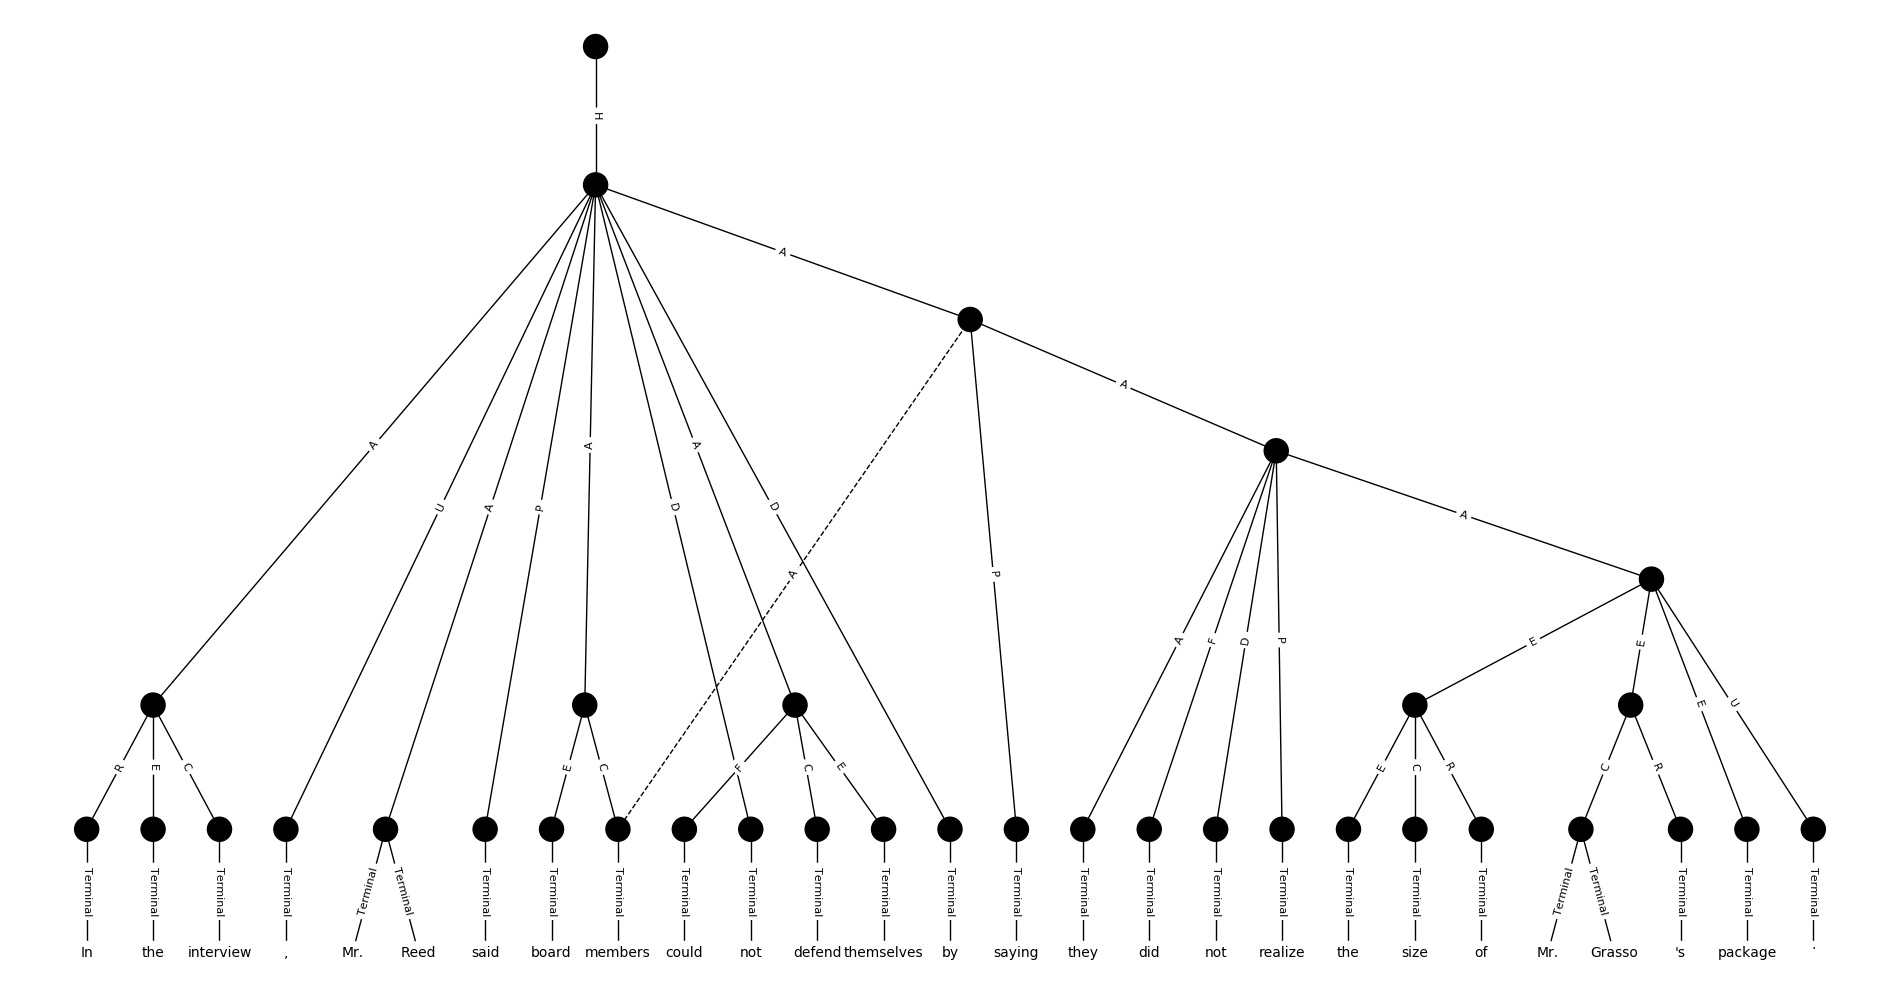 H
A
A
A
U
A
P
A
D
A
D
A
P
A
A
F
D
P
E
E
E
U
R
E
C
E
C
F
C
E
E
C
R
C
R
Terminal Terminal Terminal Terminal Terminal Terminal Terminal Terminal Terminal Terminal Terminal Terminal Terminal Terminal Terminal Terminal Terminal Terminal Terminal Terminal Terminal Terminal Terminal Terminal Terminal Terminal Terminal
In the interview , Mr. Reed said board members could not defend themselves by saying they did not realize the size of Mr. Grasso 's package .